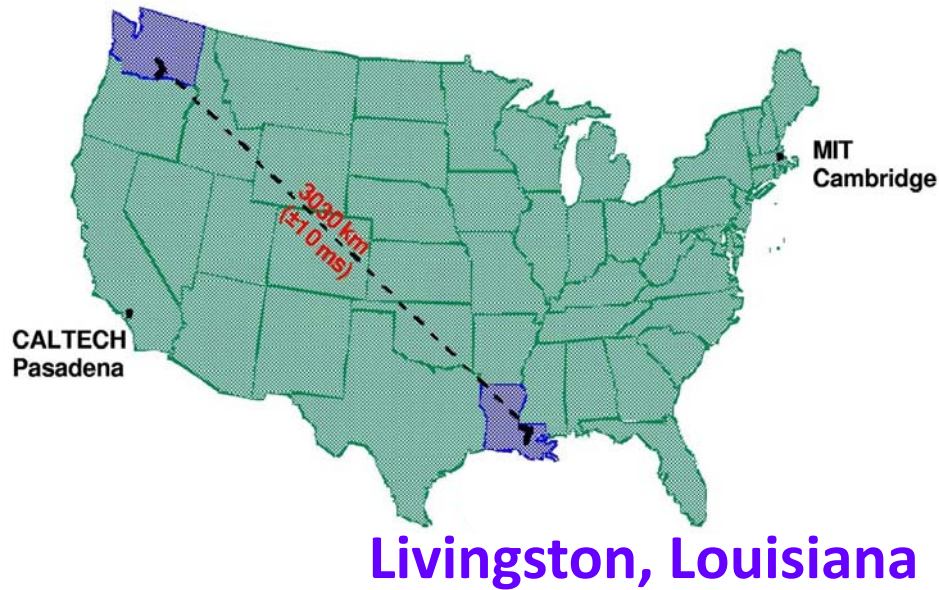 MIT
Cambridge
3030 km
(±10 ms)
CALTECH
Pasadena
Livingston, Louisiana